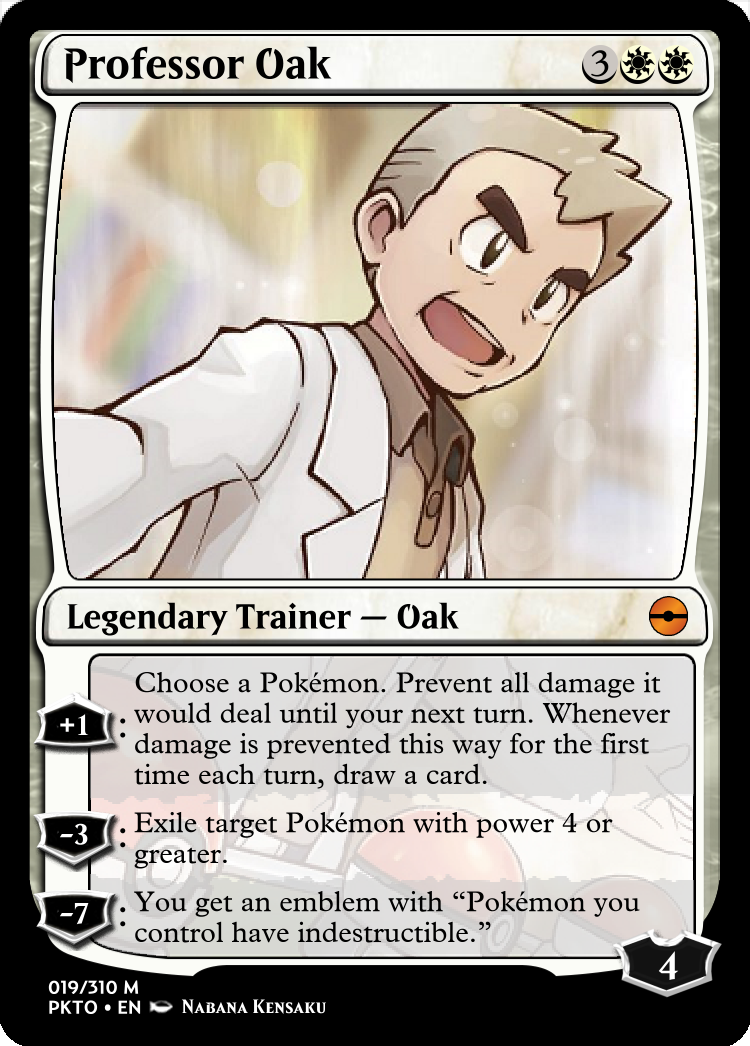 Professor Oak 3
Legendary Trainer — Oak
+1: Choose a Pokémon. Prevent all damage it
would deal until your next turn. Whenever
damage is prevented this way for the first
time each turn, draw a card.
−3: Exile target Pokémon with power 4 or
greater.
−7: You get an emblem with “Pokémon you
control have indestructible.”
4
019/310 M
PKTO • EN Nabana Kensaku